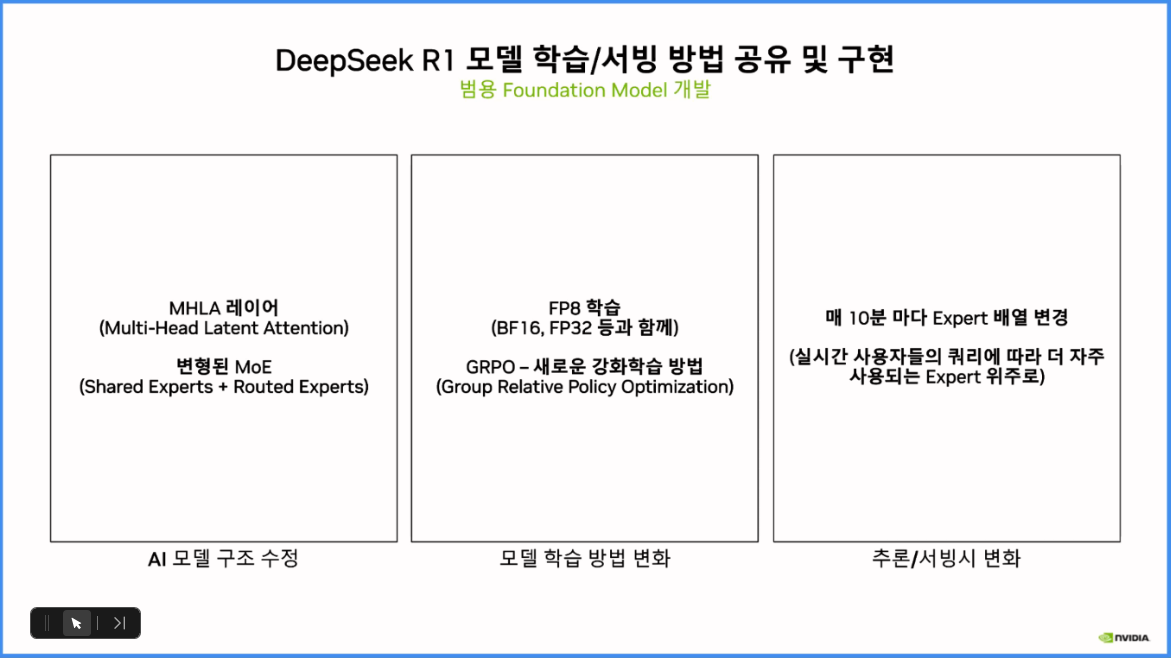 DeepSeek R1 모델 학습/서빙 방법 공유 및 구현
범용 Foundation Model 개발
MHLA 레이어
(Multi-Head Latent Attention)
변형된 MoE
(Shared Experts + Routed Experts)
AI 모델 구조 수정
FP8 학습
(BF16, FP32 등과 함께)
GRPO – 새로운 강화학습 방법
(Group Relative Policy Optimization)
모델 학습 방법 변화
매 10분 마다 Expert 배열 변경
(실시간 사용자들의 쿼리에 따라 더 자주
사용되는 Expert 위주로)
추론/서빙시 변화
NVIDIA